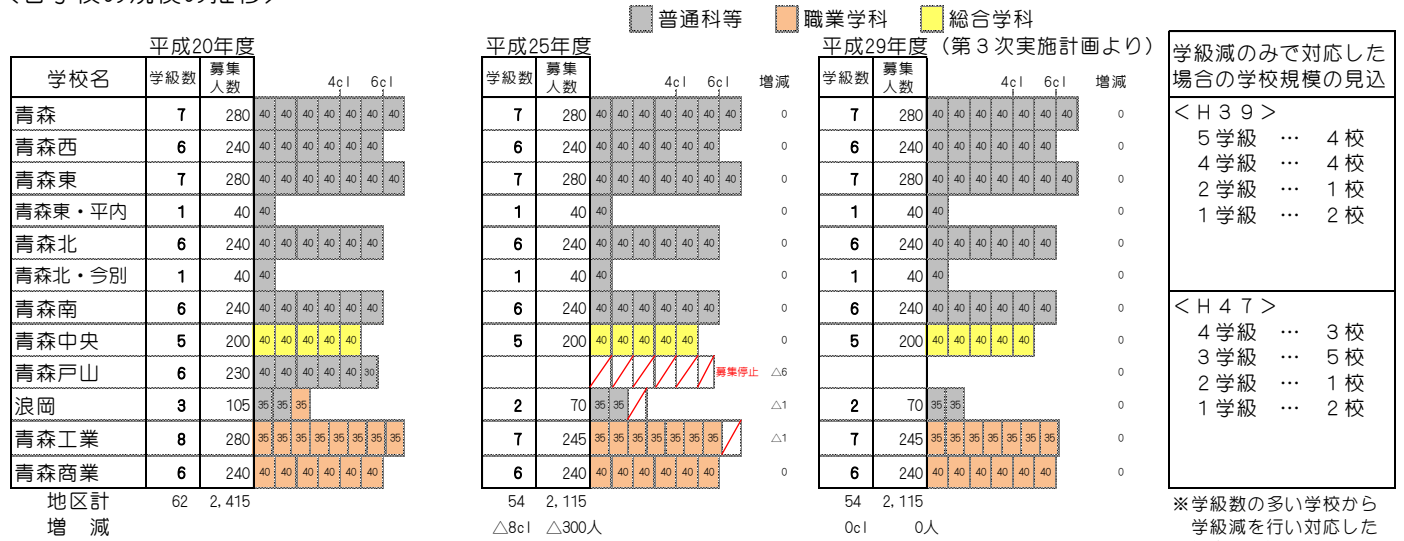 普通科等 職業学科 総合学科
平成20年度 平成25年度 平成29年度（第３次実施計画より）
学校名 学級数 募集人数 4cl 6cl 学級数 募集人数 4cl 6cl 増減 学級数 募集人数 4cl 6cl 増減
青森 7 280 40 40 40 40 40 40 40 7 280 40 40 40 40 40 40 40 0 7 280 40 40 40 40 40 40 40 0
青森西 6 240 40 40 40 40 40 40 6 240 40 40 40 40 40 40 0 6 240 40 40 40 40 40 40 0
青森東 7 280 40 40 40 40 40 40 40 7 280 40 40 40 40 40 40 40 0 7 280 40 40 40 40 40 40 40 0
青森東・平内 1 40 40 1 40 40 0 1 40 40 0
青森北 6 240 40 40 40 40 40 40 6 240 40 40 40 40 40 40 0 6 240 40 40 40 40 40 40 0
青森北・今別 1 40 40 1 40 40 0 1 40 40 0
青森南 6 240 40 40 40 40 40 40 6 240 40 40 40 40 40 40 0 6 240 40 40 40 40 40 40 0
青森中央 5 200 40 40 40 40 40 5 200 40 40 40 40 40 0 5 200 40 40 40 40 40 0
青森戸山 6 230 40 40 40 40 40 30 募集停止 △6 0
浪岡 3 105 35 35 35 2 70 35 35 △1 2 70 35 35 0
青森工業 8 280 35 35 35 35 35 35 35 35 7 245 35 35 35 35 35 35 35 △1 7 245 35 35 35 35 35 35 35 0
青森商業 6 240 40 40 40 40 40 40 6 240 40 40 40 40 40 40 0 6 240 40 40 40 40 40 40 0
地区計 62 2,415 54 2,115 54 2,115
増　減 △8cl △300人 0cl 0人
学級減のみで対応した
場合の学校規模の見込
＜Ｈ３９＞
５学級 … ４校
４学級 … ４校
２学級 … １校
１学級 … ２校
＜Ｈ４７＞
４学級 … ３校
３学級 … ５校
２学級 … １校
１学級 … ２校
※学級数の多い学校から
学級減を行い対応した